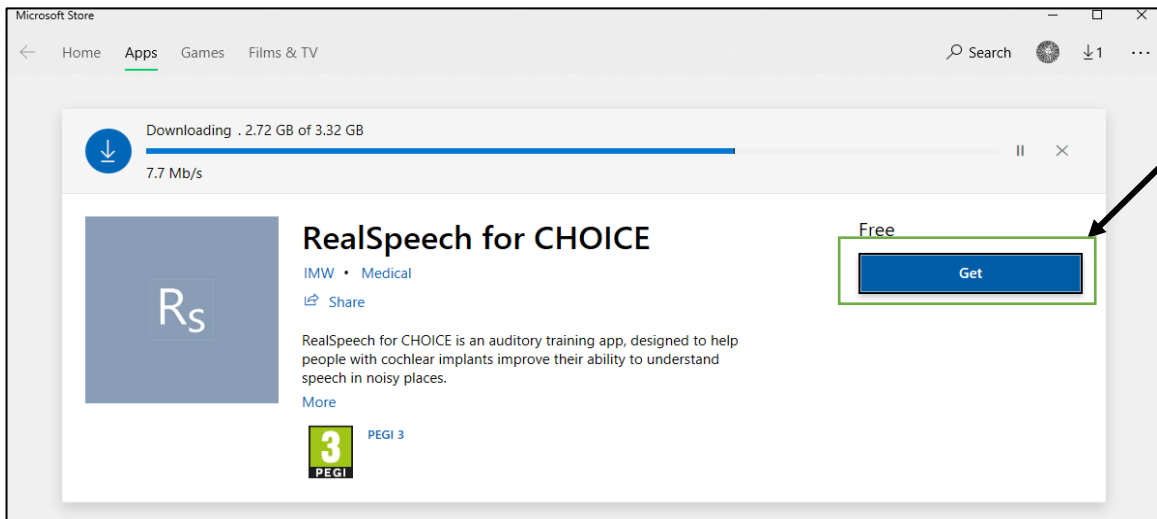 Microsoft Store
Home Apps Games Films & TV Search 1 ...
Downloading . 2.72 GB of 3.32 GB
7.7 Mb/s
RealSpeech for CHOICE
Free
IMW • Medical
Get
Share
Rs
RealSpeech for CHOICE is an auditory training app, designed to help
people with cochlear implants improve their ability to understand
speech in noisy places.
More
3
PEGI
PEGI 3